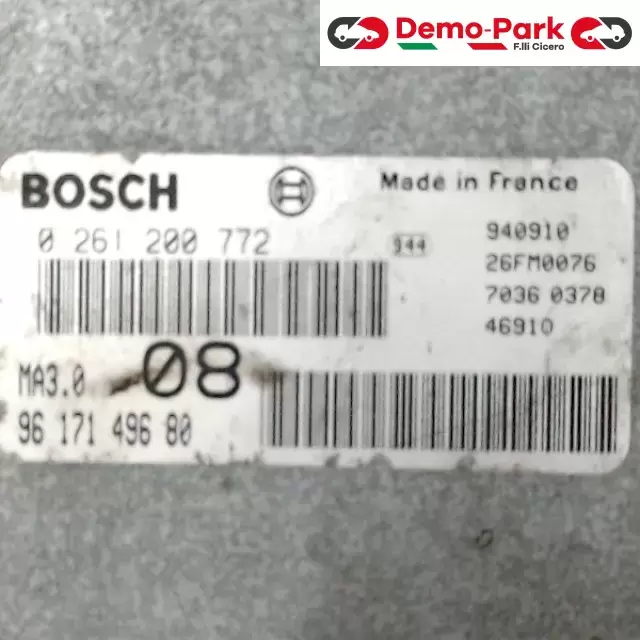 Demo-Park
F.lli Cicero
BOSCH
Made in France
0 261 200 772
944
940910
26FM0076
7036 0378
46910
MA3.0
08
96 171 496 80